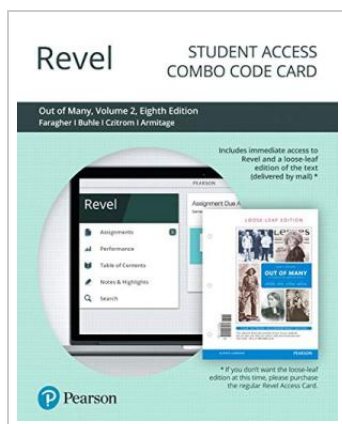 Revel
STUDENT ACCESS
COMBO CODE CARD
Out of Many, Volume 2, Eighth Edition
Faragher I Buhle I Czitrom I Armitage
Includes immediate access to
Revel and a loose-leaf
edition of the text
(delivered by mail) *
PEARSON
Revel
Assignment Due
Assignments
Performance
Table of Contents
Notes & Highlights
Search
LOOSE-LEAF EDITION
OUT OF MANY
* If you don't want the loose-leaf
edition at this time, please purchase
the regular Revel Access Card.
Pearson